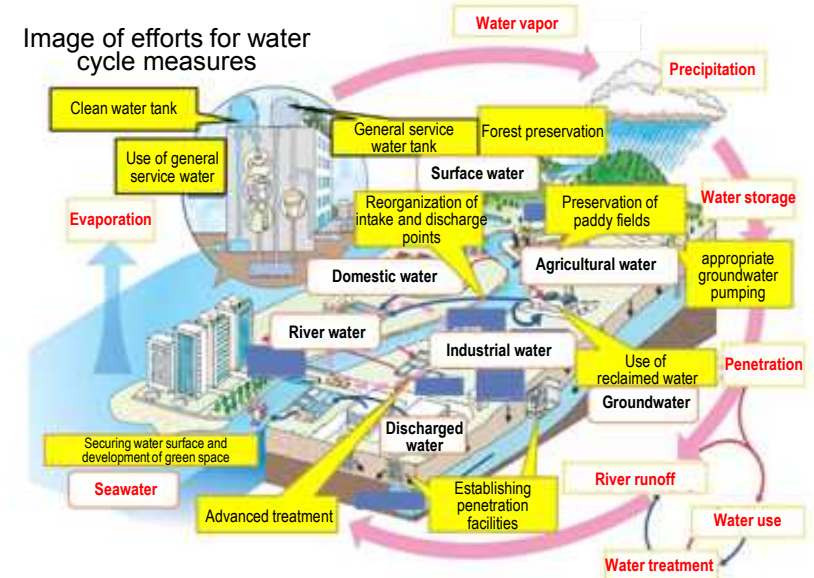 Image of efforts for water
cycle measures
Water vapor
Precipitation
Clean water tank
General service
water tank
Forest preservation
Use of general
service water
Surface water
Reorganization of
intake and discharge
points
Preservation of
paddy fields
Water storage
Evaporation
Domestic water
Agricultural water
appropriate
groundwater
pumping
River water
Industrial water
Use of
reclaimed water
Penetration
Groundwater
Discharged
water
Securing water surface and
development of green space
Seawater
Advanced treatment
Establishing
penetration
facilities
River runoff
Water use
Water treatment